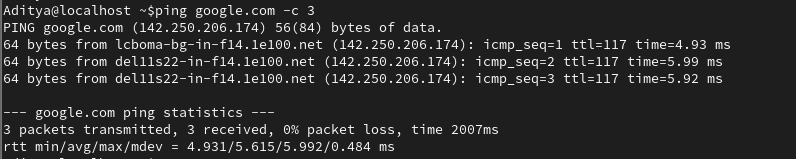 Aditya@localhost ~$ping google.com -c 3
PING google.com (142.250.206.174) 56(84) bytes of data.
64 bytes from lcboma-bg-in-f14.1e100.net (142.250.206.174): icmp_seq=1 ttl=117 time=4.93 ms
64 bytes from del11s22-in-f14.1e100.net (142.250.206.174): icmp_seq=2 ttl=117 time=5.99 ms
64 bytes from del11s22-in-f14.1e100.net (142.250.206.174): icmp_seq=3 ttl=117 time=5.92 ms

--- google.com ping statistics ---
3 packets transmitted, 3 received, 0% packet loss, time 2007ms
rtt min/avg/max/mdev = 4.931/5.615/5.992/0.484 ms